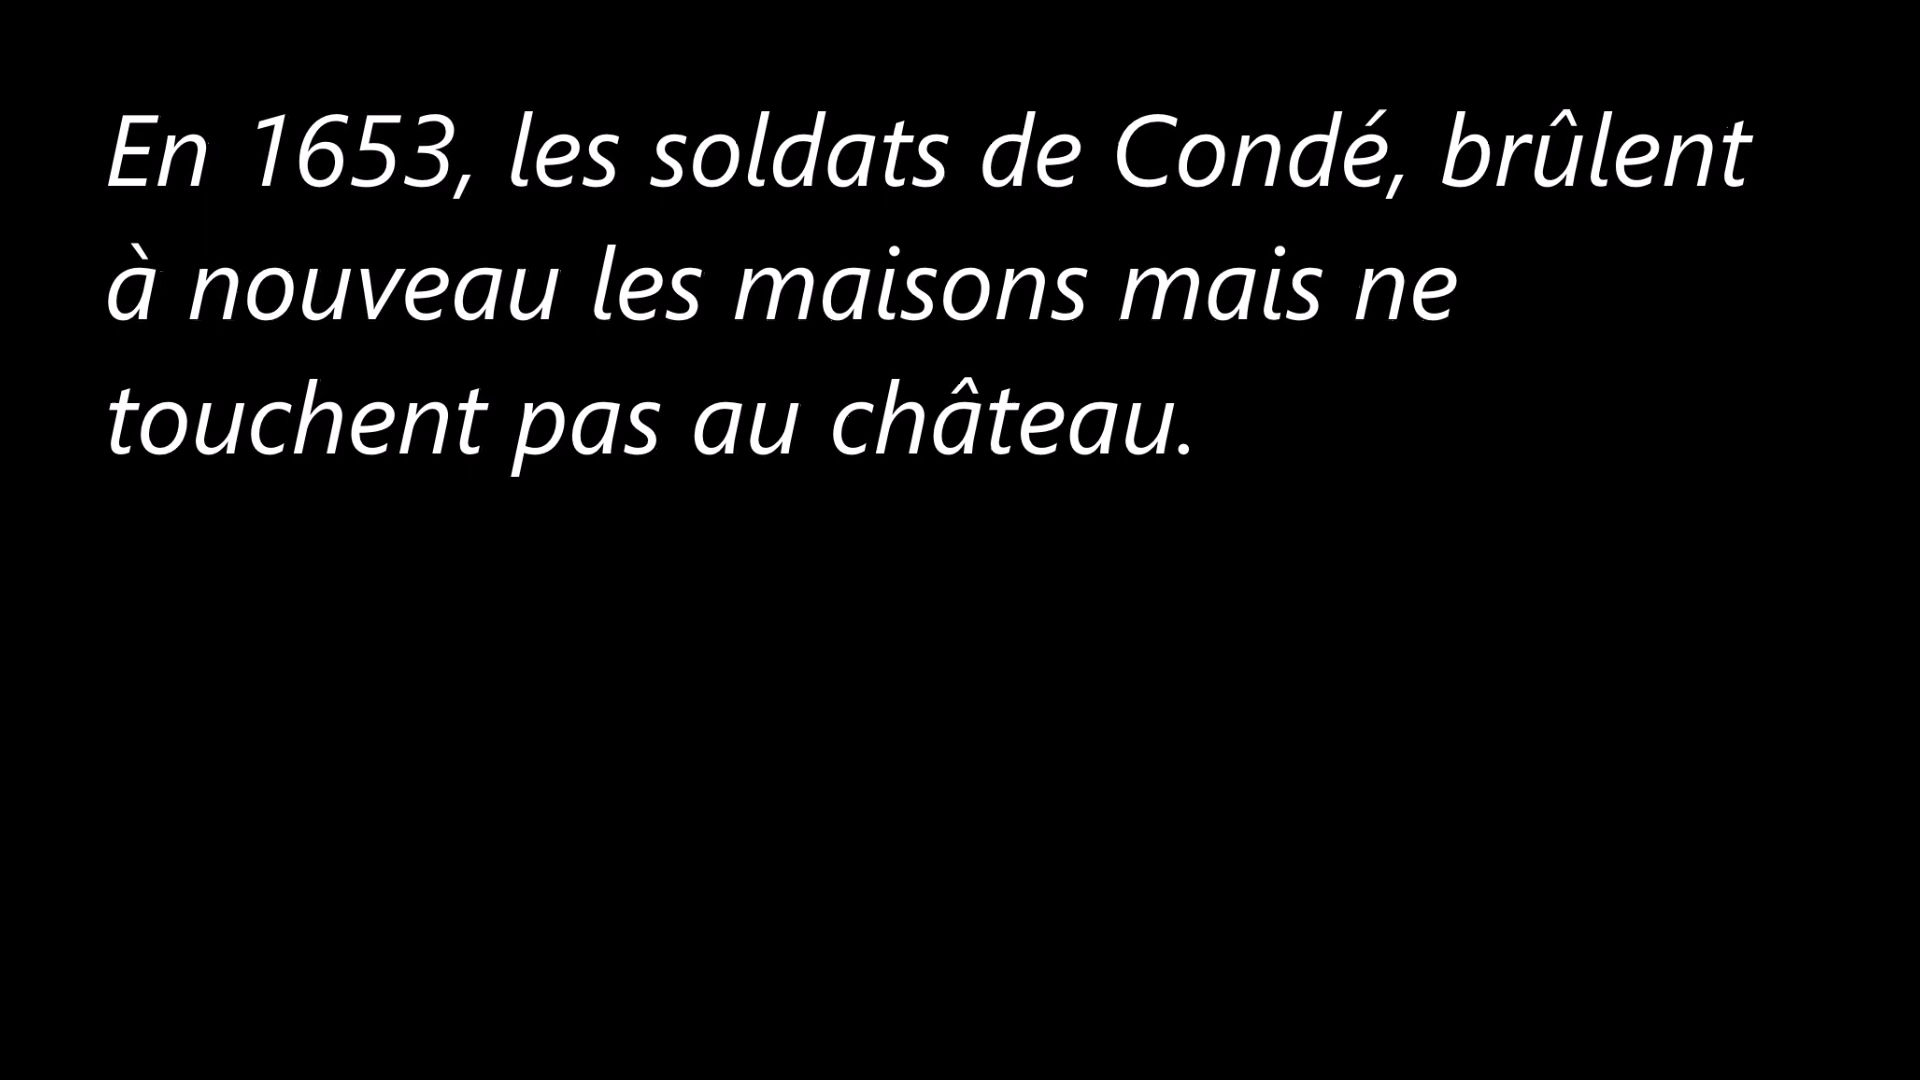 En 1653, les soldats de Condé, brûlent
à nouveau les maisons mais ne
touchent pas au château.